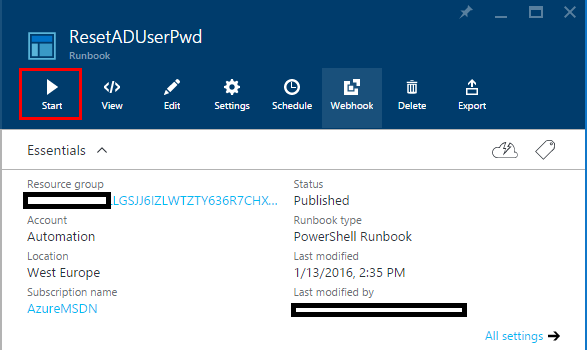 ResetADUserPwd
Runbook
Start View Edit Settings Schedule Webhook Delete Export
Essentials
Resource group Status
LGSJJ6IZLWTZTY636R7CHX... Published
Account Runbook type
Automation PowerShell Runbook
Location Last modified
West Europe 1/13/2016, 2:35 PM
Subscription name Last modified by
AzureMSDN
All settings